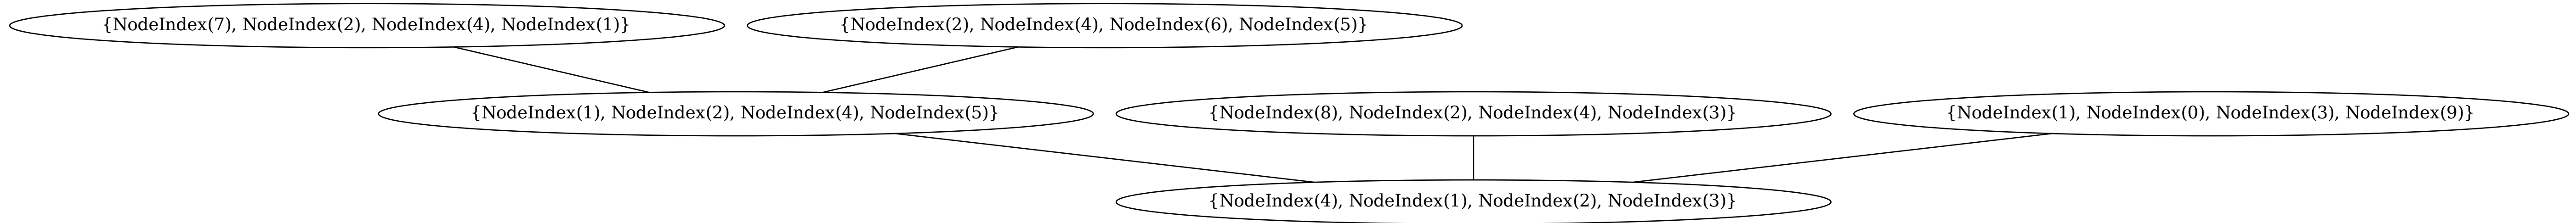 {NodeIndex(7), NodeIndex(2), NodeIndex(4), NodeIndex(1)}
{NodeIndex(2), NodeIndex(4), NodeIndex(6), NodeIndex(5)}
{NodeIndex(1), NodeIndex(2), NodeIndex(4), NodeIndex(5)}
{NodeIndex(8), NodeIndex(2), NodeIndex(4), NodeIndex(3)}
{NodeIndex(1), NodeIndex(0), NodeIndex(3), NodeIndex(9)}
{NodeIndex(4), NodeIndex(1), NodeIndex(2), NodeIndex(3)}